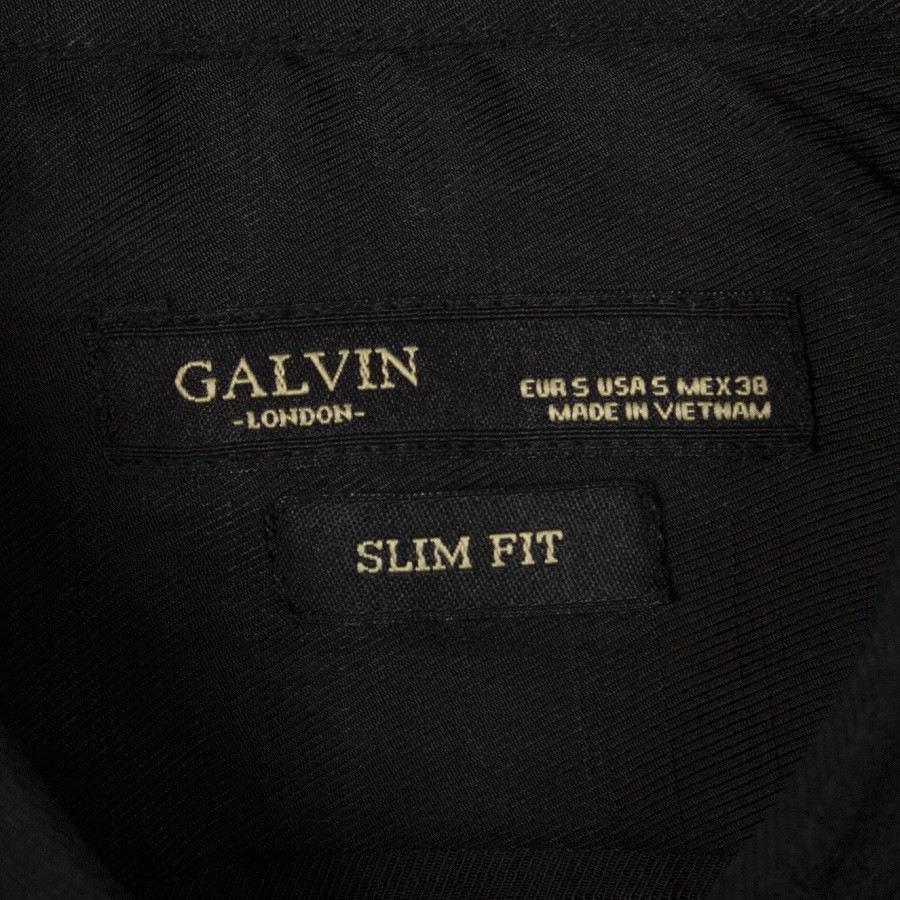 GALVIN
-LONDON-
EUR S USA S MEX 38
MADE IN VIETNAM
SLIM FIT